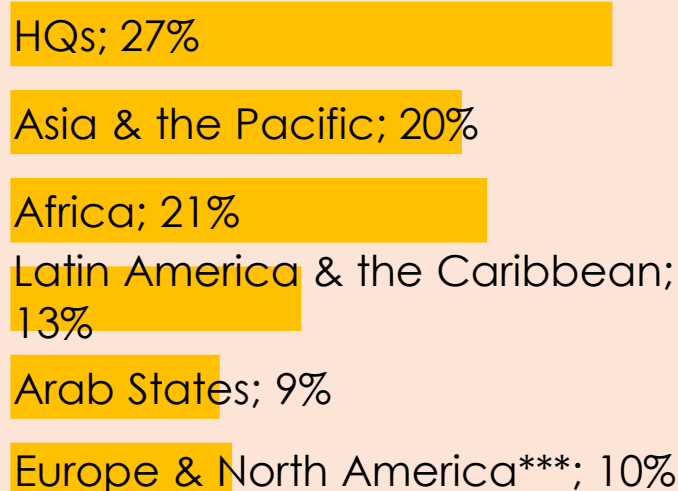 HQs; 27%
Asia & the Pacific; 20%
Africa; 21%
Latin America & the Caribbean;
13%
Arab States; 9%
Europe & North America***; 10%